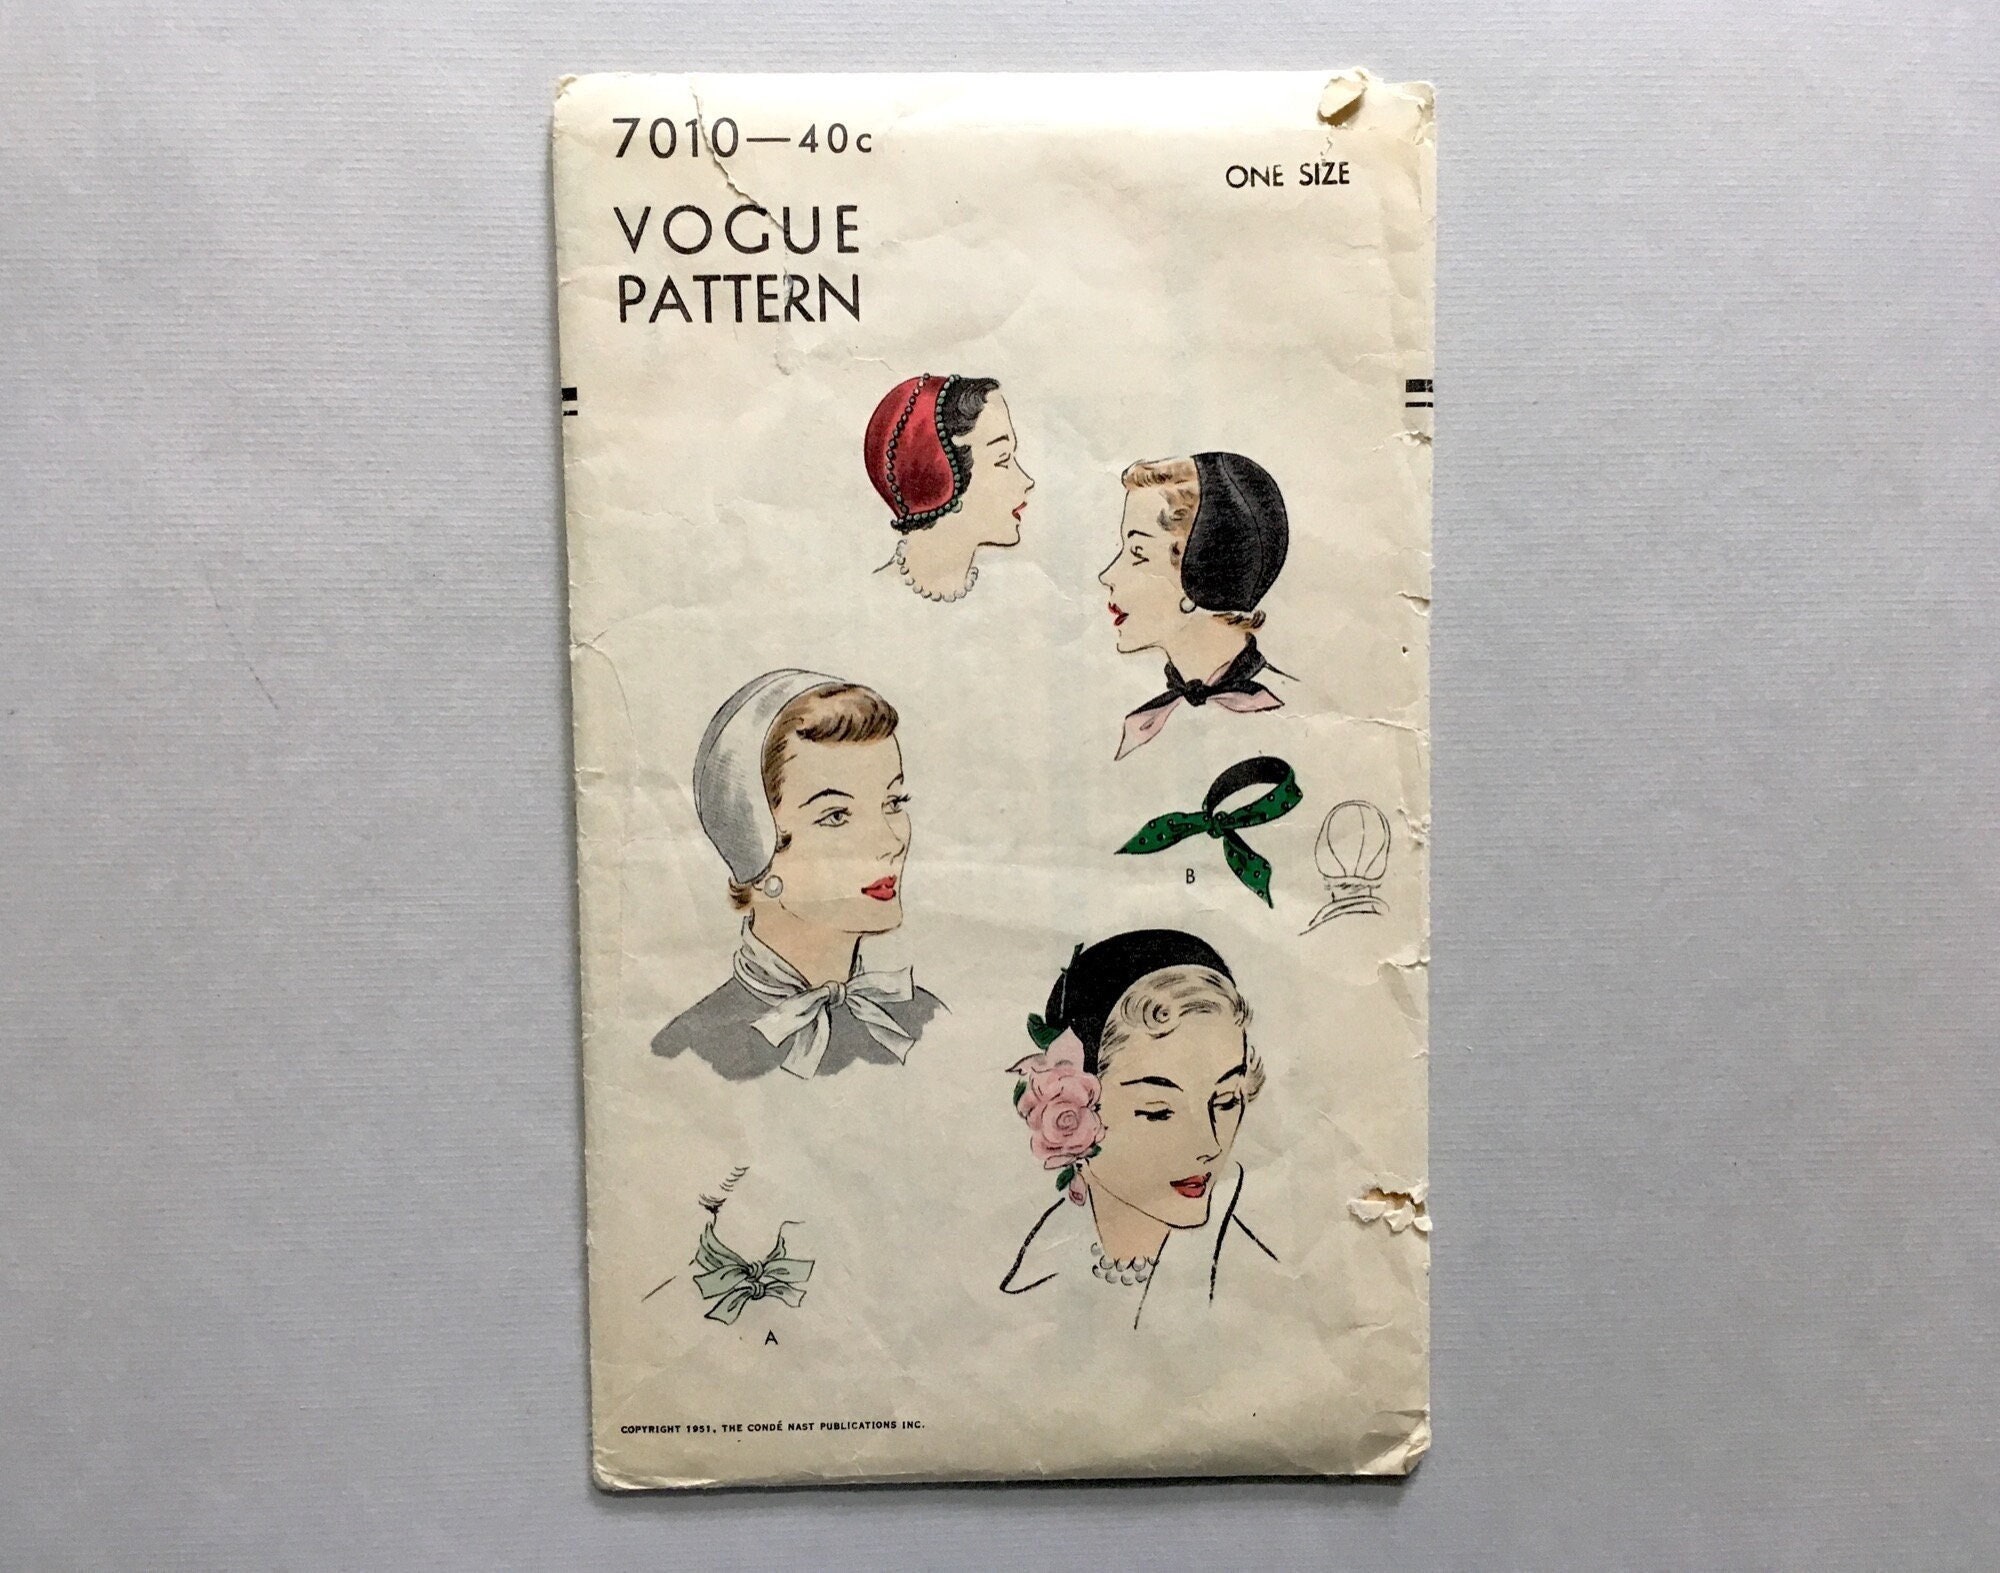 7010—40c
ONE SIZE
VOGUE
PATTERN
B
A
COPYRIGHT 1951, THE CONDÉ NAST PUBLICATIONS INC.